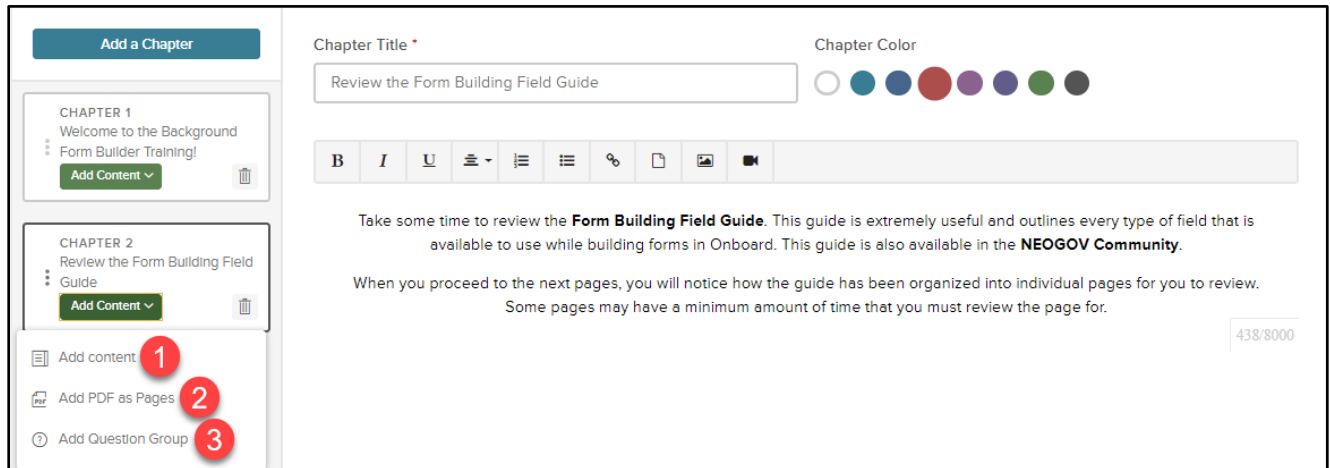 Add a Chapter
CHAPTER 1
Welcome to the Background
Form Builder Training!
Add Content
CHAPTER 2
Review the Form Building Field
Guide
Add Content
Add content 1
Add PDF as Pages 2
Add Question Group 3
Chapter Title *
Review the Form Building Field Guide
Chapter Color
B I U
Take some time to review the Form Building Field Guide. This guide is extremely useful and outlines every type of field that is
available to use while building forms in Onboard. This guide is also available in the NEOGOV Community.
When you proceed to the next pages, you will notice how the guide has been organized into individual pages for you to review.
Some pages may have a minimum amount of time that you must review the page for.
438/8000